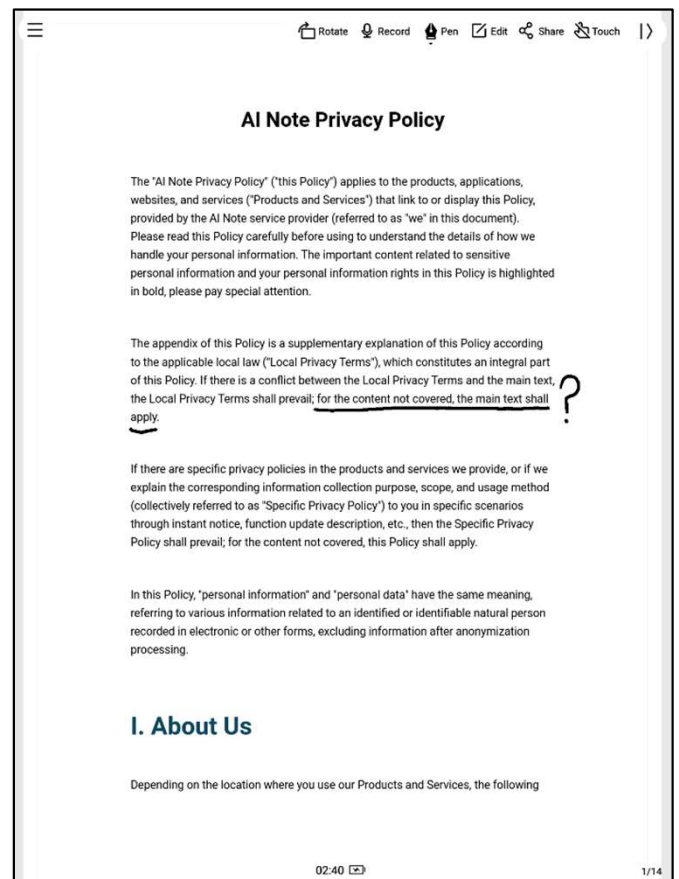 Rotate Record Pen Edit Share Touch
AI Note Privacy Policy
The "AI Note Privacy Policy" ("this Policy") applies to the products, applications,
websites, and services ("Products and Services") that link to or display this Policy,
provided by the AI Note service provider (referred to as "we" in this document).
Please read this Policy carefully before using to understand the details of how we
handle your personal information. The important content related to sensitive
personal information and your personal information rights in this Policy is highlighted
in bold, please pay special attention.
The appendix of this Policy is a supplementary explanation of this Policy according
to the applicable local law ("Local Privacy Terms"), which constitutes an integral part
of this Policy. If there is a conflict between the Local Privacy Terms and the main text,
the Local Privacy Terms shall prevail; for the content not covered, the main text shall ?
apply.
If there are specific privacy policies in the products and services we provide, or if we
explain the corresponding information collection purpose, scope, and usage method
(collectively referred to as "Specific Privacy Policy") to you in specific scenarios
through instant notice, function update description, etc., then the Specific Privacy
Policy shall prevail; for the content not covered, this Policy shall apply.
In this Policy, "personal information" and "personal data" have the same meaning,
referring to various information related to an identified or identifiable natural person
recorded in electronic or other forms, excluding information after anonymization
processing.
I. About Us
Depending on the location where you use our Products and Services, the following
02:40
1/14